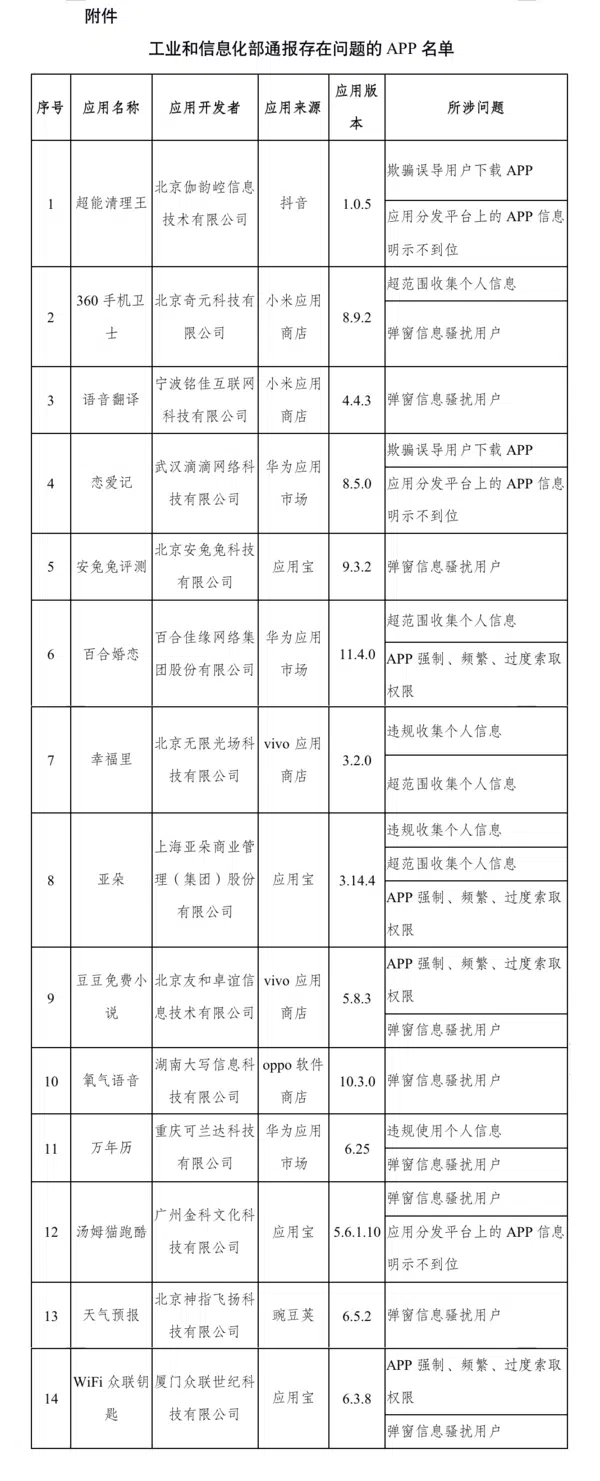 附件
工业和信息化部通报存在问题的 APP 名单
序号 应用名称 应用开发者 应用来源 应用版本 所涉问题
1 超能清理王 北京伽韵崆信息技术有限公司 抖音 1.0.5 欺骗误导用户下载 APP
应用分发平台上的 APP 信息明示不到位
2 360 手机卫士 北京奇元科技有限公司 小米应用商店 8.9.2 超范围收集个人信息
弹窗信息骚扰用户
3 语音翻译 宁波铭佳互联网科技有限公司 小米应用商店 4.4.3 弹窗信息骚扰用户
4 恋爱记 武汉滴滴网络科技有限公司 华为应用市场 8.5.0 欺骗误导用户下载 APP
应用分发平台上的 APP 信息明示不到位
5 安兔兔评测 北京安兔兔科技有限公司 应用宝 9.3.2 弹窗信息骚扰用户
6 百合婚恋 百合佳缘网络集团股份有限公司 华为应用市场 11.4.0 超范围收集个人信息
APP 强制、频繁、过度索取权限
7 幸福里 北京无限光场科技有限公司 vivo 应用商店 3.2.0 违规收集个人信息
超范围收集个人信息
8 亚朵 上海亚朵商业管理（集团）股份有限公司 应用宝 3.14.4 违规收集个人信息
超范围收集个人信息
APP 强制、频繁、过度索取权限
9 豆豆免费小说 北京友和卓谊信息技术有限公司 vivo 应用商店 5.8.3 APP 强制、频繁、过度索取权限
弹窗信息骚扰用户
10 氧气语音 湖南大写信息科技有限公司 oppo 软件商店 10.3.0 弹窗信息骚扰用户
11 万年历 重庆可兰达科技有限公司 华为应用市场 6.25 违规使用个人信息
弹窗信息骚扰用户
12 汤姆猫跑酷 广州金科文化科技有限公司 应用宝 5.6.1.10 弹窗信息骚扰用户
应用分发平台上的 APP 信息明示不到位
13 天气预报 北京神指飞扬科技有限公司 豌豆荚 6.5.2 弹窗信息骚扰用户
14 WiFi 众联钥匙 厦门众联世纪科技有限公司 应用宝 6.3.8 APP 强制、频繁、过度索取权限
弹窗信息骚扰用户